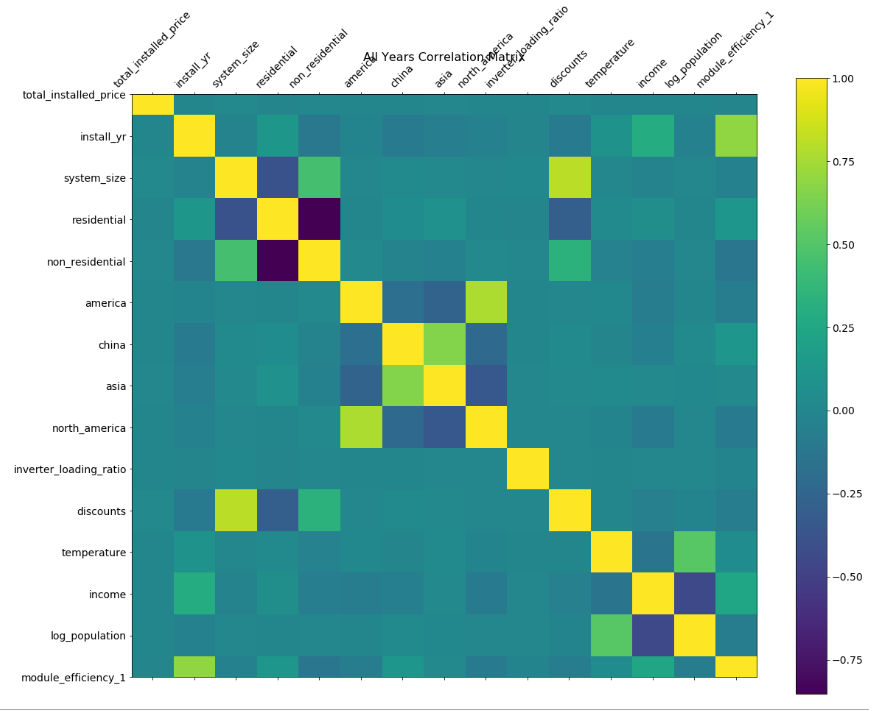 total_installed_price
install_yr
system_size
residential
non_residential
america
china
asia
north_america
inverter_loading_ratio
discounts
temperature
income
log_population
module_efficiency_1
All Years Correlation Matrix
total_installed_price
install_yr
system_size
residential
non_residential
america
china
asia
north_america
inverter_loading_ratio
discounts
temperature
income
log_population
module_efficiency_1
1.00
0.75
0.50
0.25
0.00
−0.25
−0.50
−0.75